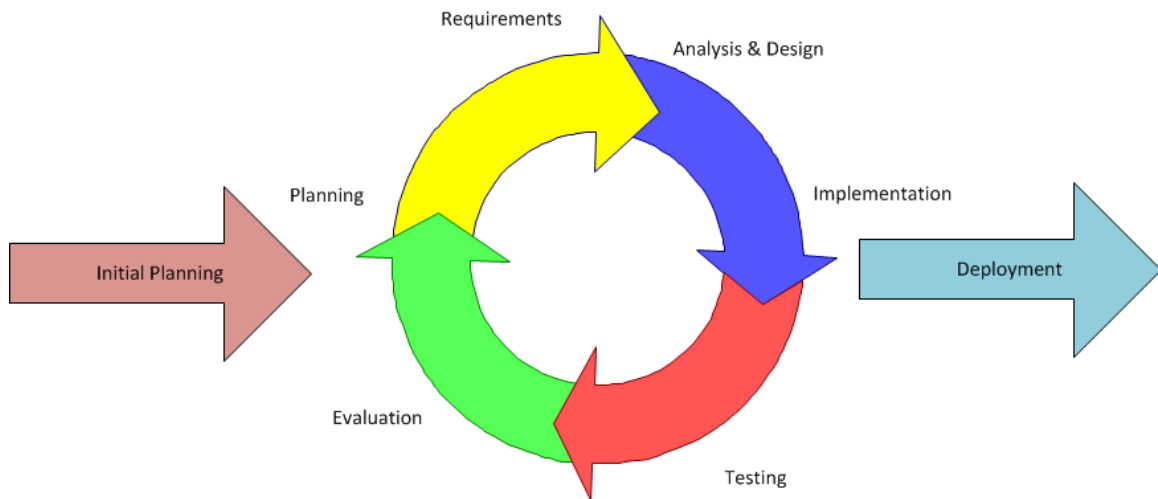 Requirements
Analysis & Design
Planning
Implementation
Initial Planning
Deployment
Evaluation
Testing